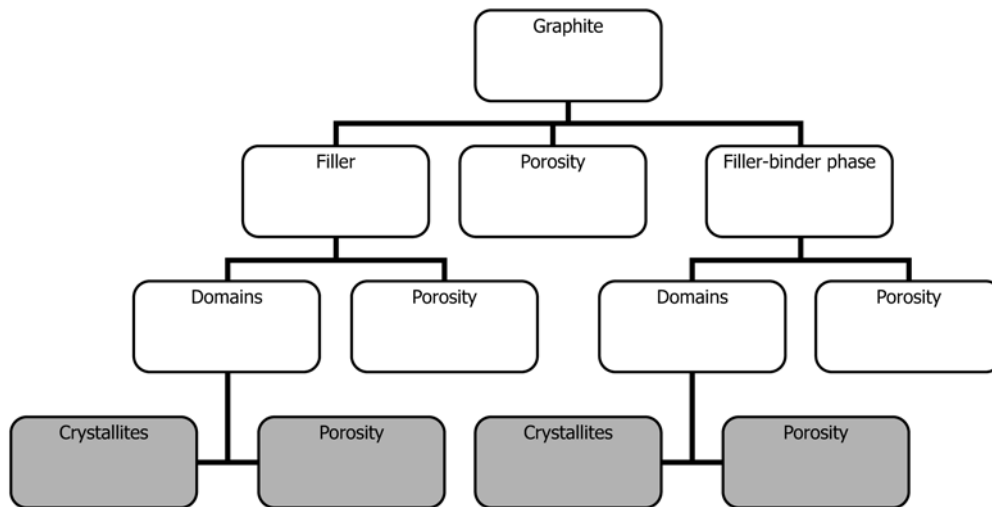 Graphite
Filler
Porosity
Filler-binder phase
Domains
Porosity
Domains
Porosity
Crystallites
Porosity
Crystallites
Porosity